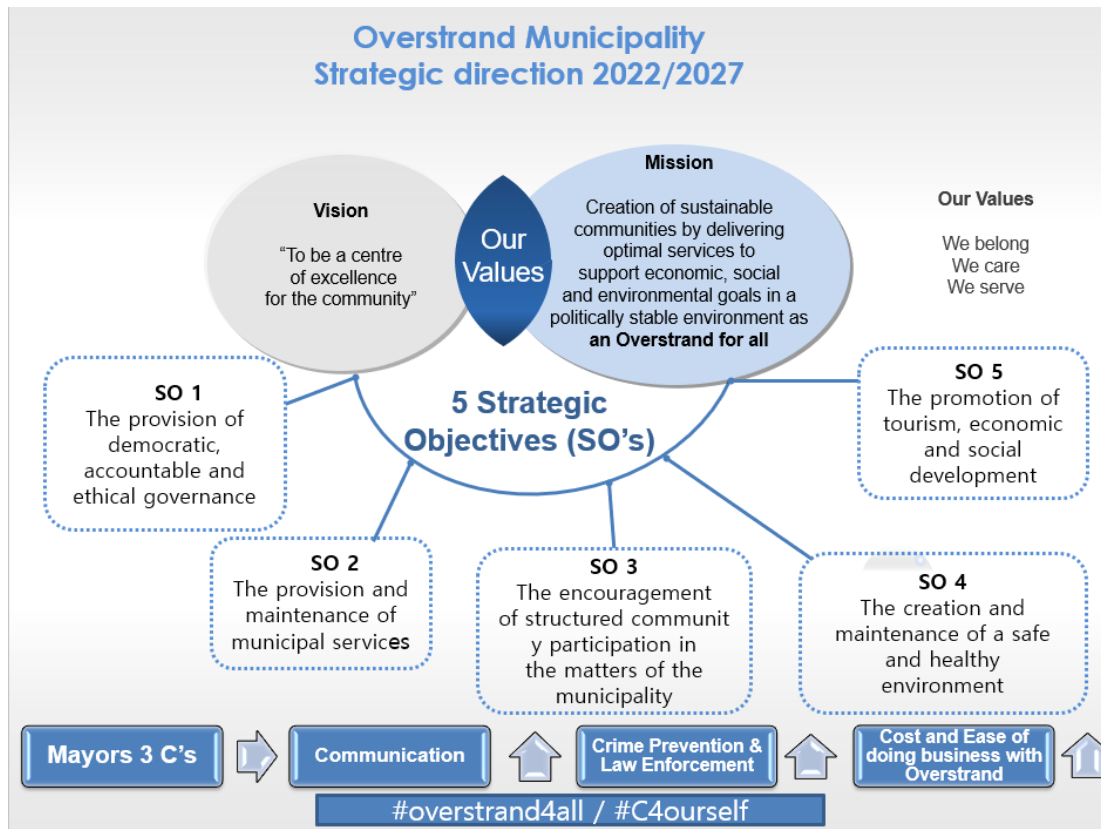 Overstrand Municipality
Strategic direction 2022/2027
Vision
“To be a centre
of excellence
for the community”
Our
Values
Mission
Creation of sustainable
communities by delivering
optimal services to
support economic, social
and environmental goals in a
politically stable environment as
an Overstrand for all
Our Values
We belong
We care
We serve
5 Strategic
Objectives (SO’s)
SO 1
The provision of
democratic,
accountable and
ethical governance
SO 2
The provision and
maintenance of
municipal services
SO 3
The encouragement
of structured communit
y participation in
the matters of the
municipality
SO 4
The creation and
maintenance of a safe
and healthy
environment
SO 5
The promotion of
tourism, economic
and social
development
Mayors 3 C’s
Communication
Crime Prevention &
Law Enforcement
Cost and Ease of
doing business with
Overstrand
#overstrand4all / #C4ourself